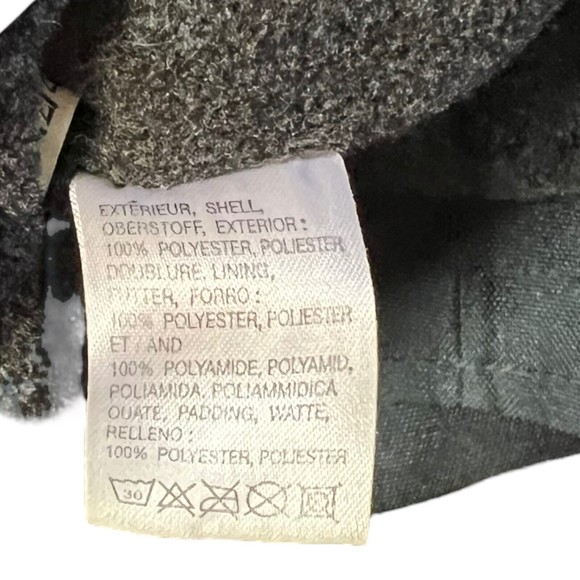 EXTÉRIEUR, SHELL,
OBERSTOFF, EXTERIOR:
100% POLYESTER, POLIESTER
DOUBLURE, LINING,
FUTTER, FORRO:
100% POLYESTER, POLIESTER
ET / AND
100% POLYAMIDE, POLYAMID,
POLIAMIDA, POLIAMMIDICA
OUATE, PADDING, WATTE,
RELLENO:
100% POLYESTER, POLIESTER
30